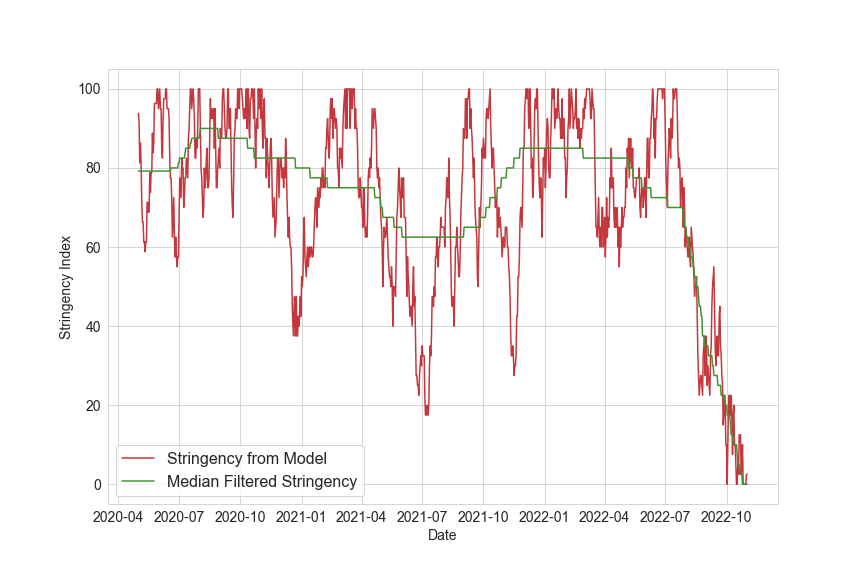 100
80
60
40
20
0
Stringency Index
Stringency from Model
Median Filtered Stringency
2020-04 2020-07 2020-10 2021-01 2021-04 2021-07 2021-10 2022-01 2022-04 2022-07 2022-10
Date